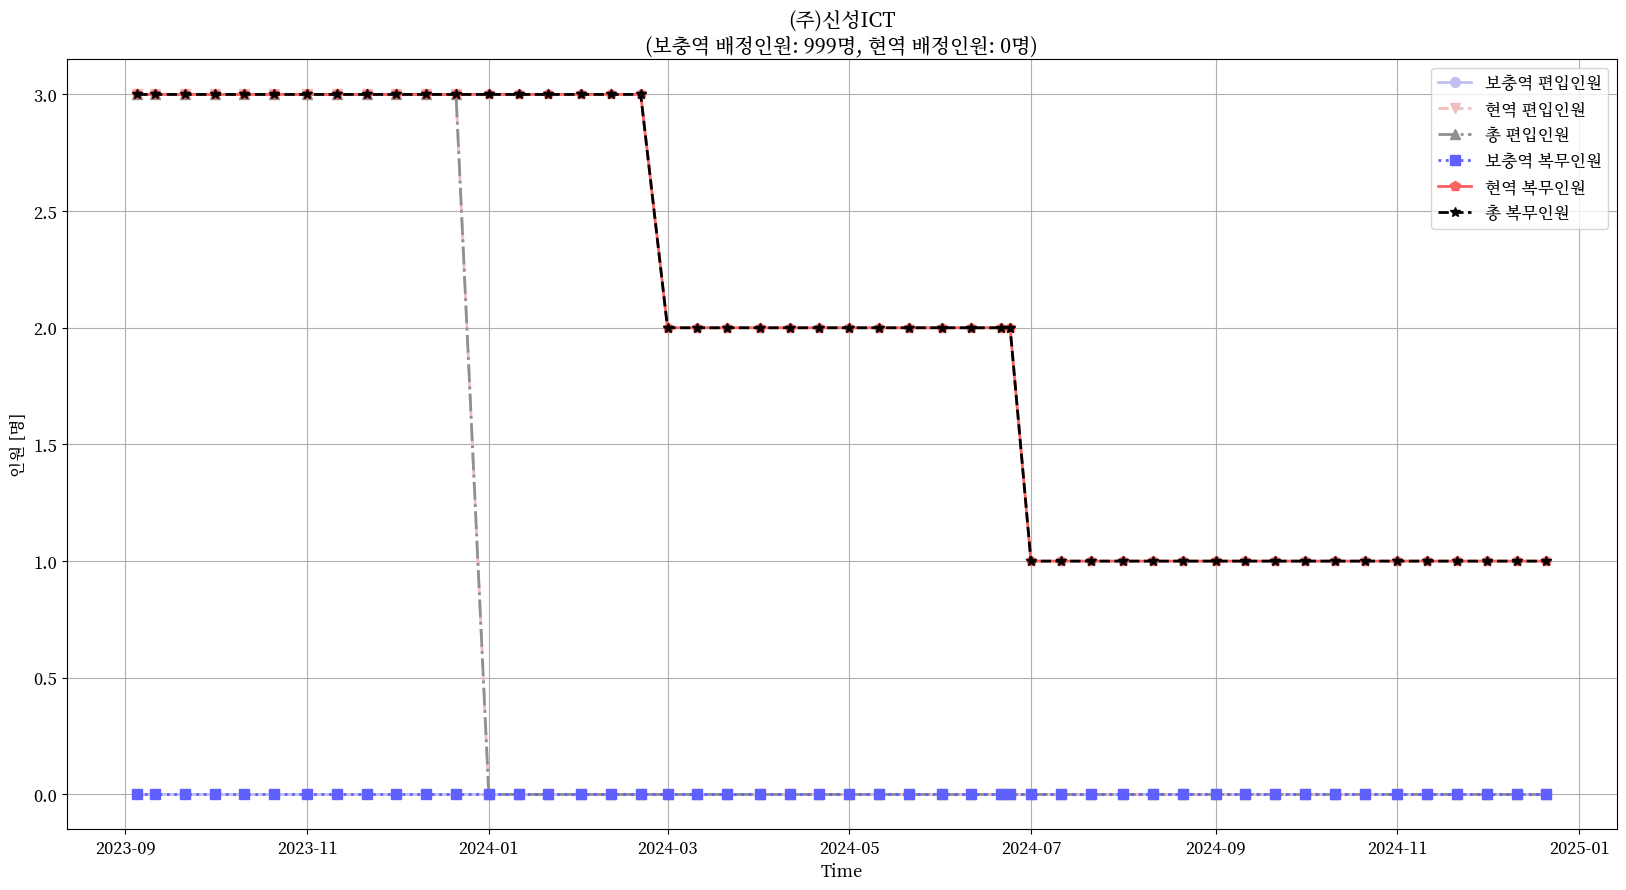 (주)신성ICT
(보충역 배정인원: 999명, 현역 배정인원: 0명)
보충역 편입인원
현역 편입인원
총 편입인원
보충역 복무인원
현역 복무인원
총 복무인원
3.0
2.5
2.0
1.5
1.0
0.5
0.0
인원 [명]
2023-09 2023-11 2024-01 2024-03 2024-05 2024-07 2024-09 2024-11 2025-01
Time